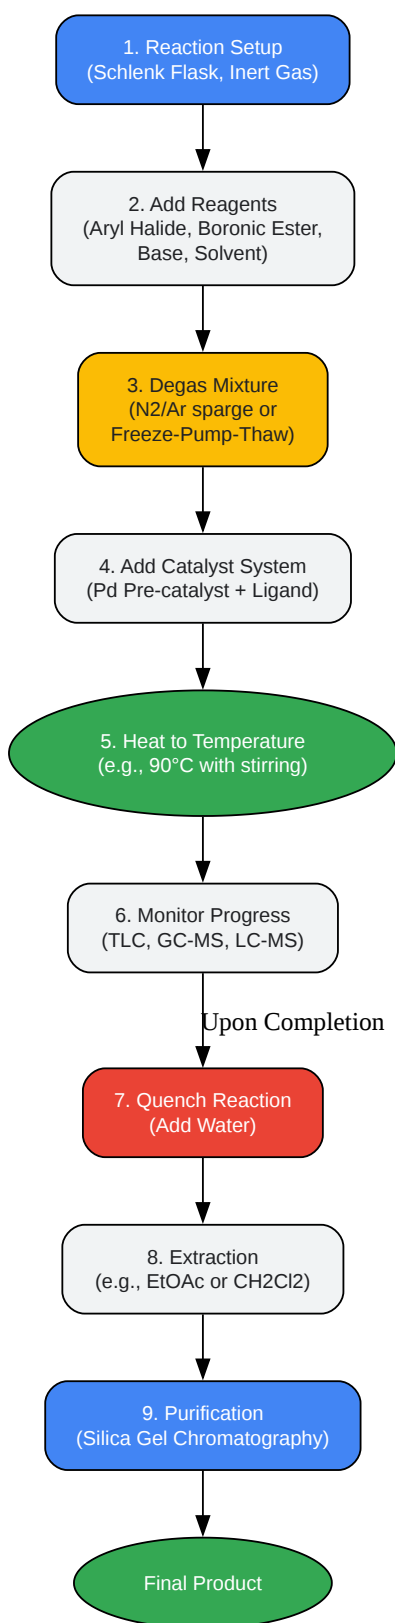 1. Reaction Setup
(Schlenk Flask, Inert Gas)
2. Add Reagents
(Aryl Halide, Boronic Ester,
Base, Solvent)
3. Degas Mixture
(N2/Ar sparge or
Freeze-Pump-Thaw)
4. Add Catalyst System
(Pd Pre-catalyst + Ligand)
5. Heat to Temperature
(e.g., 90°C with stirring)
6. Monitor Progress
(TLC, GC-MS, LC-MS)
Upon Completion
7. Quench Reaction
(Add Water)
8. Extraction
(e.g., EtOAc or CH2Cl2)
9. Purification
(Silica Gel Chromatography)
Final Product